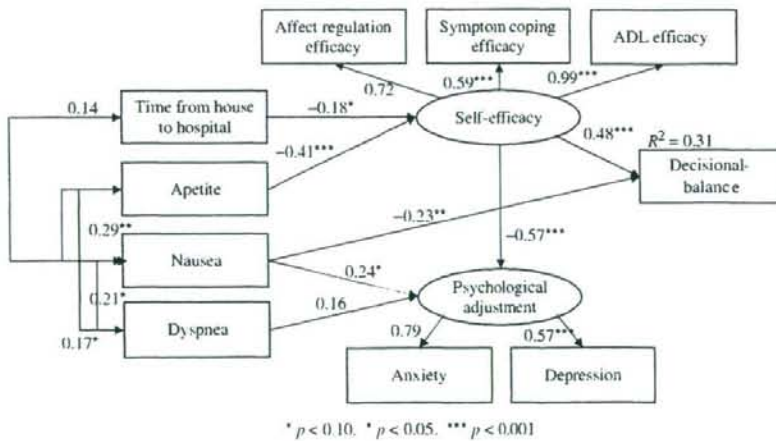 Affect regulation
efficacy
Symptom coping
efficacy
ADL efficacy
0.72
0.59***
0.99***
0.14
Time from house
to hospital
−0.18*
Self-efficacy
−0.41***
0.48***
R² = 0.31
Decisional-
balance
Apetite
0.29**
Nausea
−0.23**
−0.57***
0.24*
0.21*
Psychological
adjustment
0.17*
Dyspnea
0.16
0.79
0.57***
Anxiety
Depression
* p < 0.10. * p < 0.05. *** p < 0.001